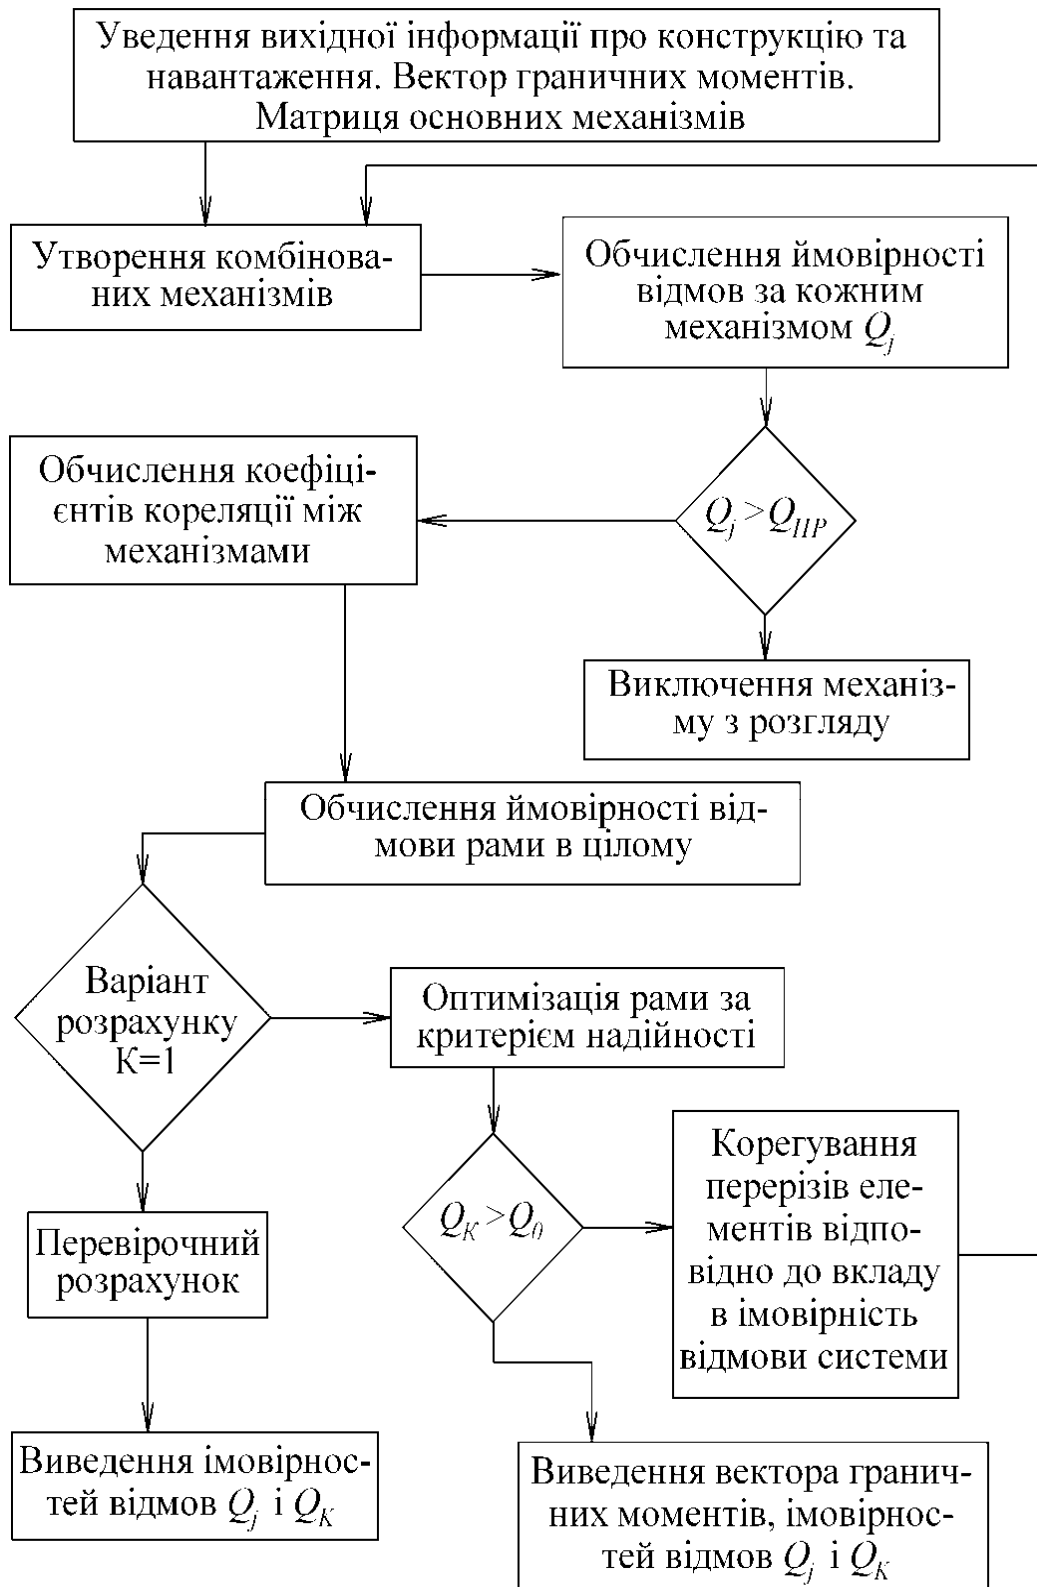 Уведення вихідної інформації про конструкцію та
навантаження. Вектор граничних моментів.
Матриця основних механізмів
Утворення комбінова-
них механізмів
Обчислення ймовірності
відмов за кожним
механізмом Qj
Обчислення коефіці-
єнтів кореляції між
механізмами
Qj > QПР
Виключення механіз-
му з розгляду
Обчислення ймовірності від-
мови рами в цілому
Варіант
розрахунку
K=1
Оптимізація рами за
критерієм надійності
Корегування
перерізів еле-
ментів відпо-
відно до вкладу
в імовірність
відмови системи
QK > Q0
Перевірочний
розрахунок
Виведення імовірнос-
тей відмов Qj і QK
Виведення вектора гранич-
них моментів, імовірнос-
тей відмов Qj і QK